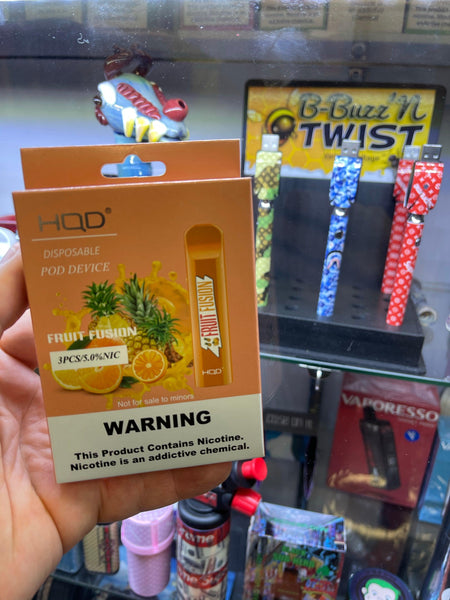 B-Buzz'N
TWIST
HQD®
DISPOSABLE
POD DEVICE
FRUIT FUSION
3PCS/5.0%NIC
FRUIT FUSION
HQD
Not for sale to minors
WARNING
This Product Contains Nicotine.
Nicotine is an addictive chemical.
VAPORESSO